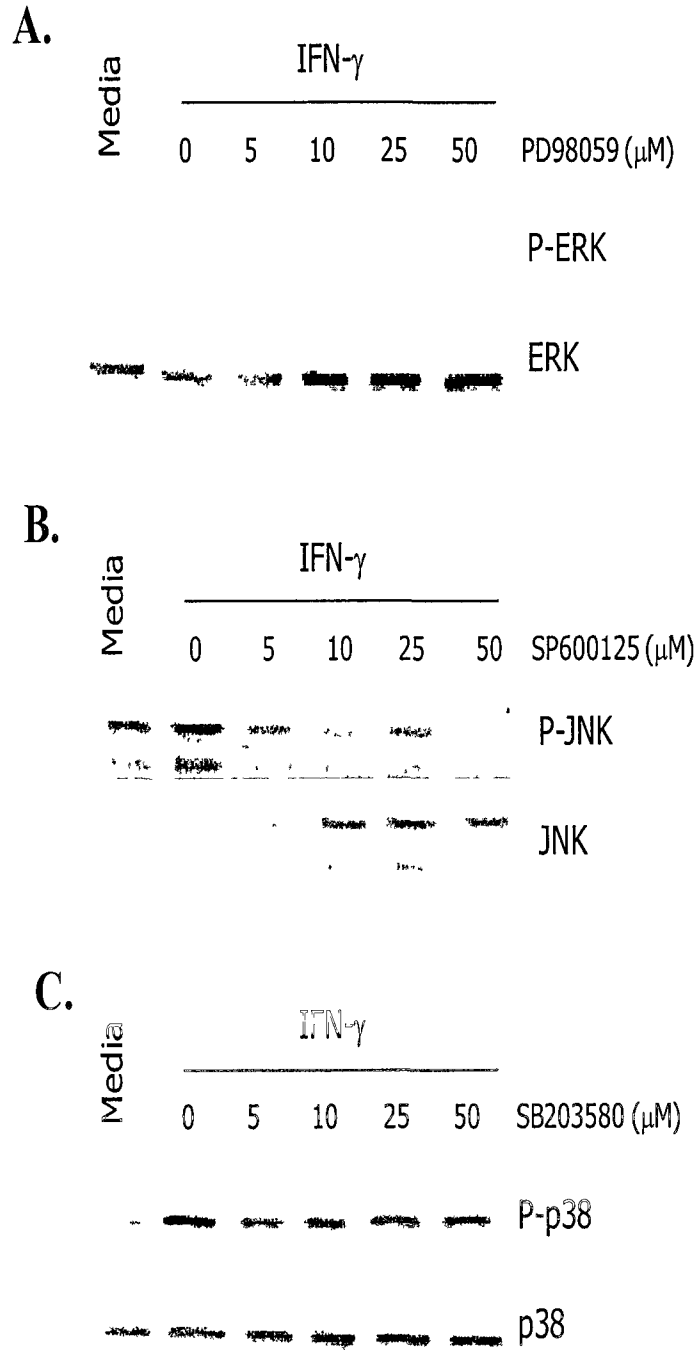 A.
Media
IFN-γ
0 5 10 25 50 PD98059 (μM)
P-ERK
ERK
B.
Media
IFN-γ
0 5 10 25 50 SP600125 (μM)
P-JNK
JNK
C.
Media
IFN-γ
0 5 10 25 50 SB203580 (μM)
P-p38
p38